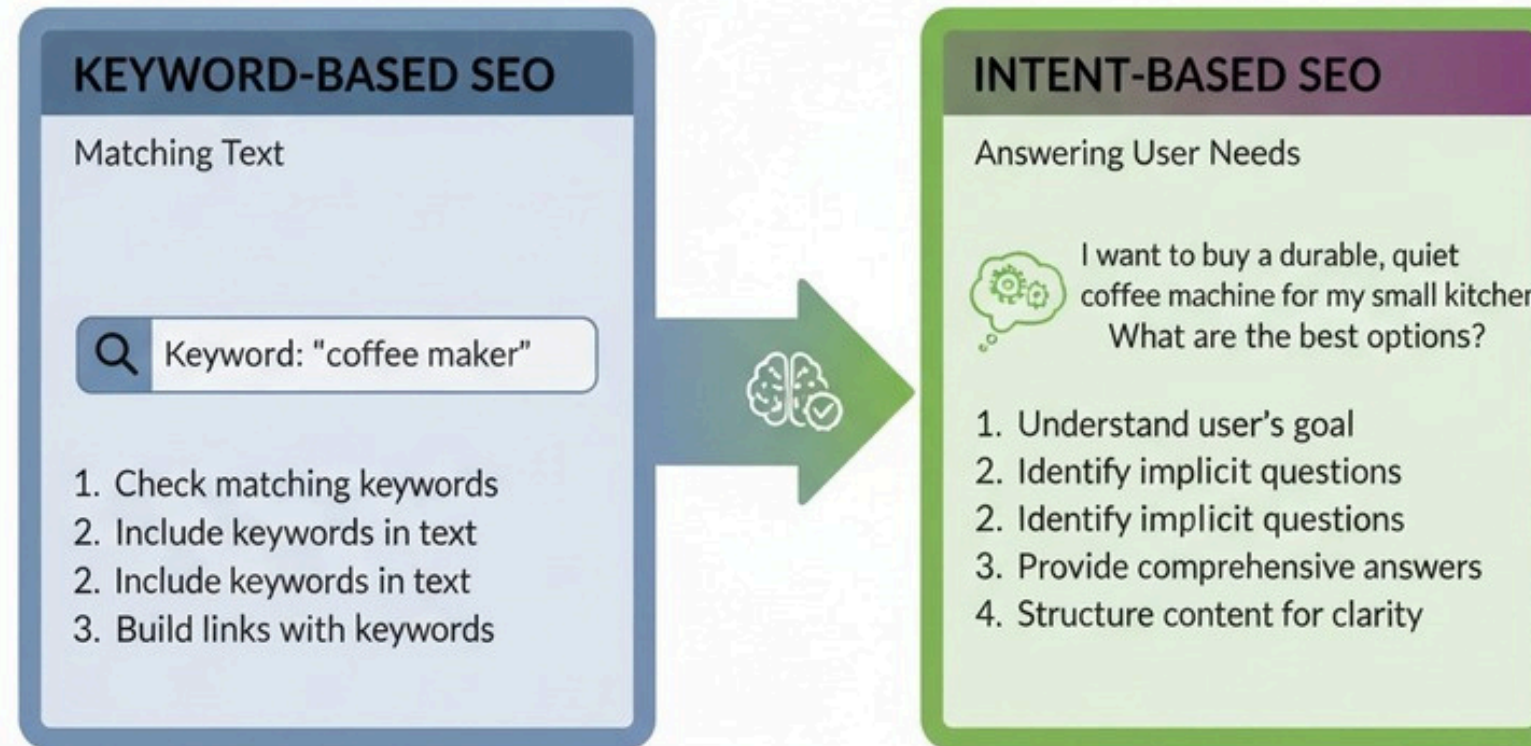 KEYWORD-BASED SEO
Matching Text
Keyword: “coffee maker”
1. Check matching keywords
2. Include keywords in text
2. Include keywords in text
3. Build links with keywords
INTENT-BASED SEO
Answering User Needs
I want to buy a durable, quiet
coffee machine for my small kitchen
What are the best options?
1. Understand user’s goal
2. Identify implicit questions
2. Identify implicit questions
3. Provide comprehensive answers
4. Structure content for clarity